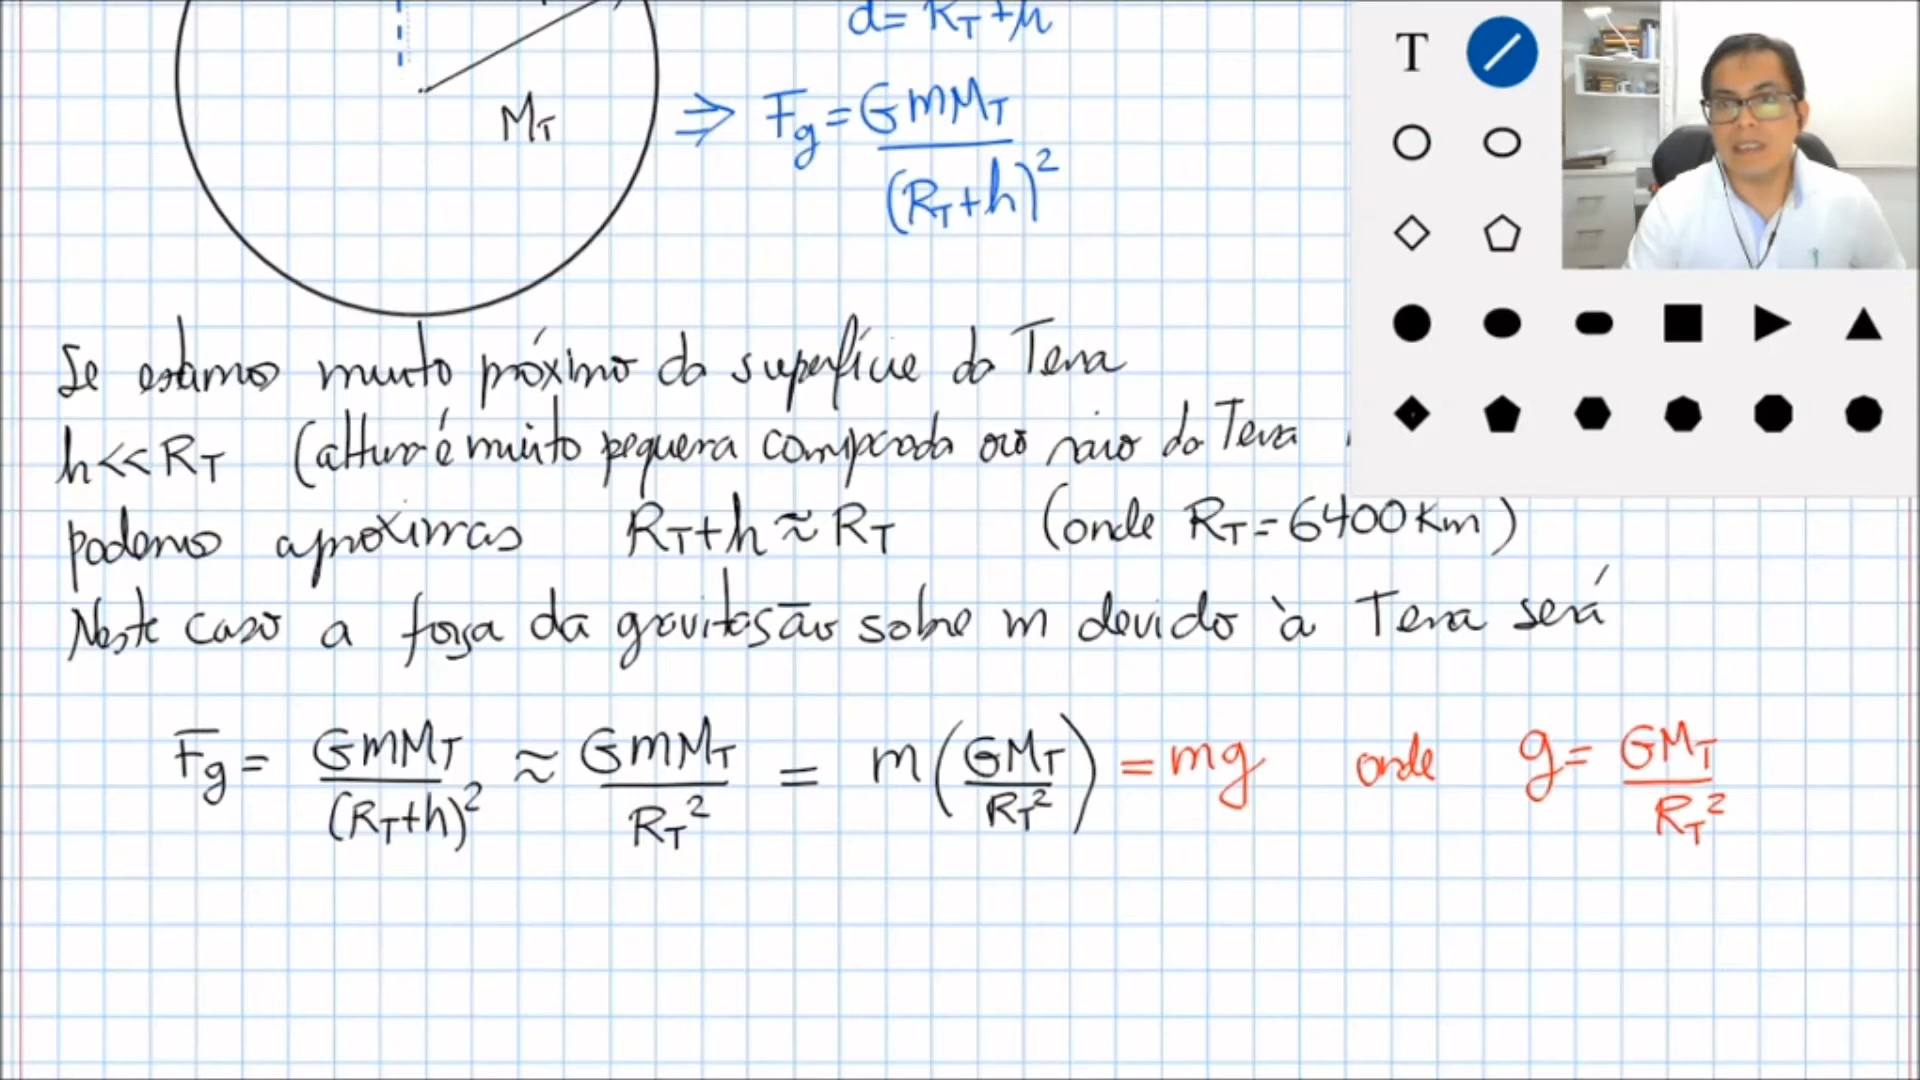 d = R_T + h
M_T
⇒ F_g = GmM_T / (R_T+h)²
T
Se estamos muito próximo da superfície da Terra
h << R_T (altura é muito pequena comparada ao raio da Terra
podemos aproximas R_T+h ≈ R_T (onde R_T = 6400 Km)
Neste caso a força da gravitasão sobre m devido à Terra será
F_g = GmM_T / (R_T+h)² ≈ GmM_T / R_T² = m(GM_T / R_T²) = mg onde g = GM_T / R_T²